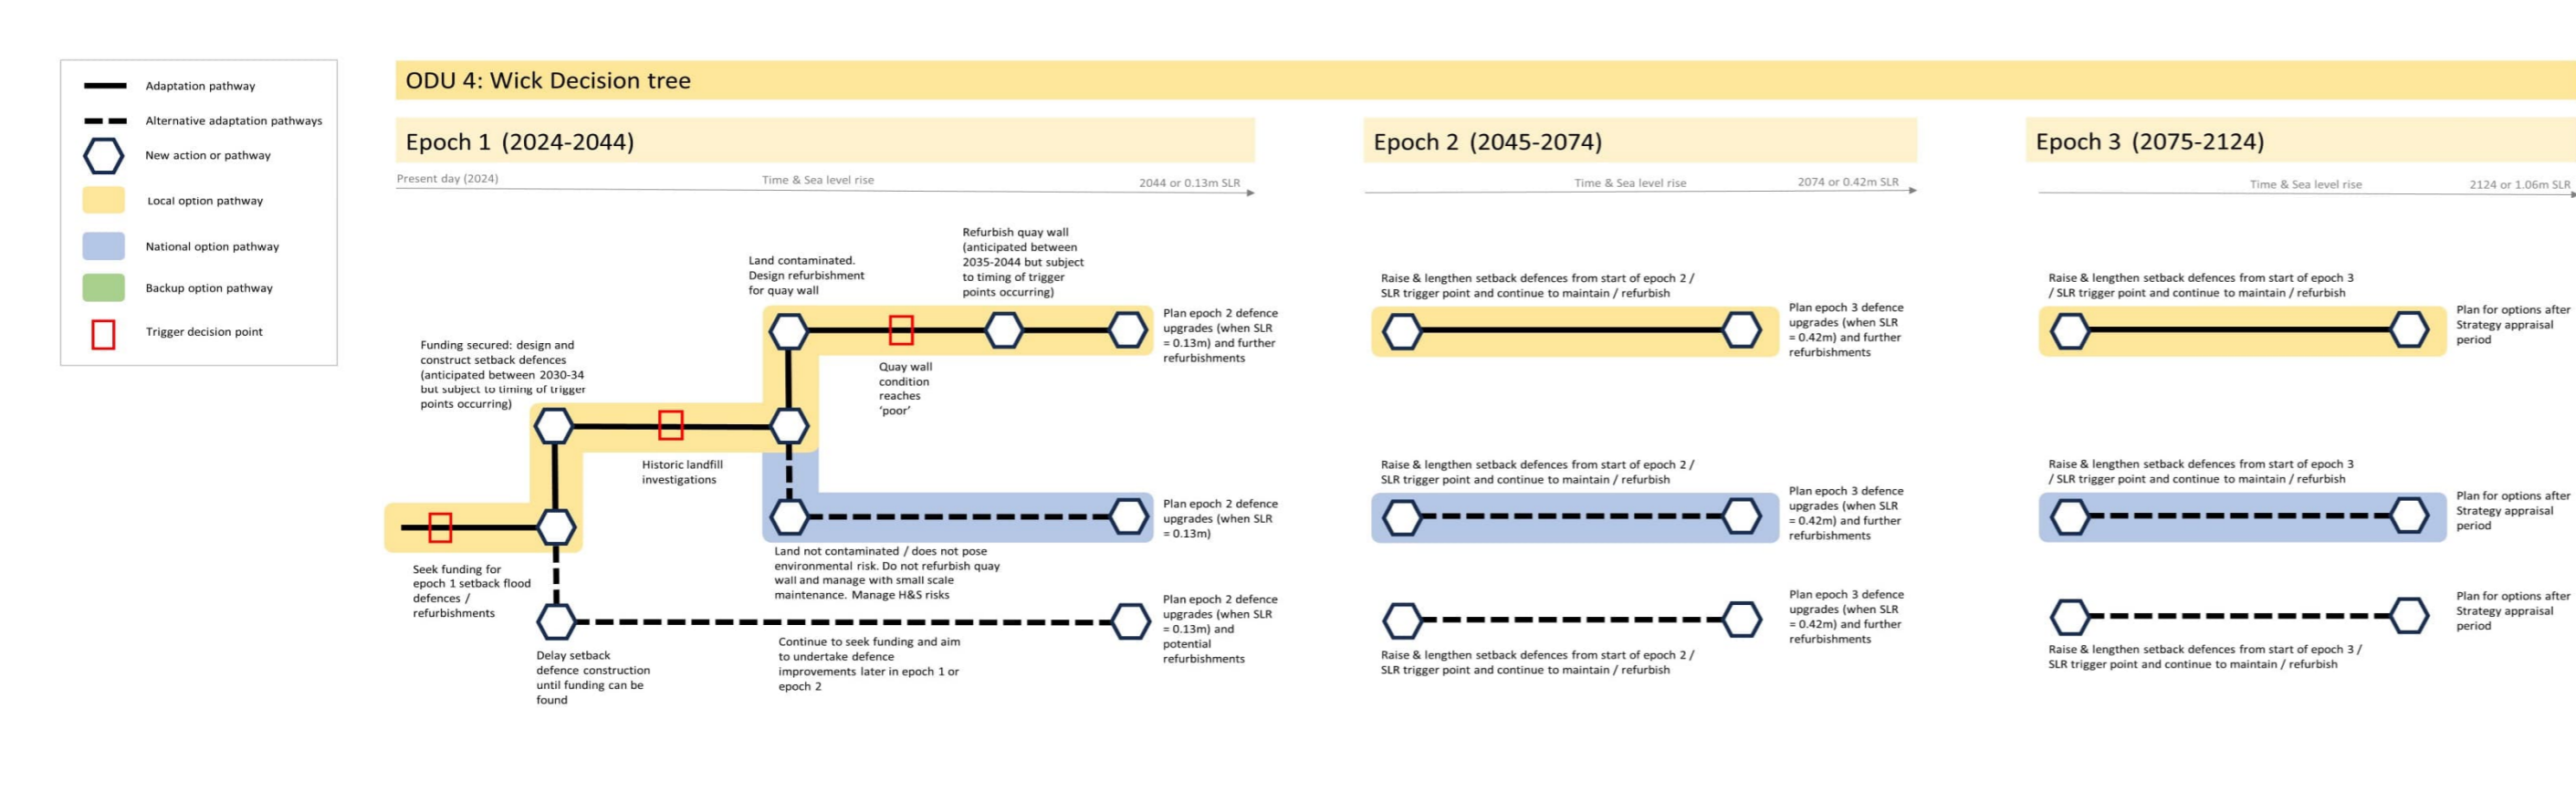 Adaptation pathway
Alternative adaptation pathways
New action or pathway
Local option pathway
National option pathway
Backup option pathway
Trigger decision point
ODU 4: Wick Decision tree
Epoch 1 (2024-2044)
Present day (2024)
Time & Sea level rise
2044 or 0.13m SLR
Funding secured: design and
construct setback defences
(anticipated between 2030-34
but subject to timing of trigger
points occurring)
Land contaminated.
Design refurbishment
for quay wall
Refurbish quay wall
(anticipated between
2035-2044 but subject
to timing of trigger
points occurring)
Plan epoch 2 defence
upgrades (when SLR
= 0.13m) and further
refurbishments
Quay wall
condition
reaches
‘poor’
Historic landfill
investigations
Seek funding for
epoch 1 setback flood
defences /
refurbishments
Plan epoch 2 defence
upgrades (when SLR
= 0.13m)
Land not contaminated / does not pose
environmental risk. Do not refurbish quay
wall and manage with small scale
maintenance. Manage H&S risks
Plan epoch 2 defence
upgrades (when SLR
= 0.13m) and
potential
refurbishments
Continue to seek funding and aim
to undertake defence
improvements later in epoch 1 or
epoch 2
Delay setback
defence construction
until funding can be
found
Epoch 2 (2045-2074)
Time & Sea level rise
2074 or 0.42m SLR
Raise & lengthen setback defences from start of epoch 2 /
SLR trigger point and continue to maintain / refurbish
Plan epoch 3 defence
upgrades (when SLR
= 0.42m) and further
refurbishments
Raise & lengthen setback defences from start of epoch 2 /
SLR trigger point and continue to maintain / refurbish
Plan epoch 3 defence
upgrades (when SLR
= 0.42m) and further
refurbishments
Plan epoch 3 defence
upgrades (when SLR
= 0.42m) and further
refurbishments
Raise & lengthen setback defences from start of epoch 2 /
SLR trigger point and continue to maintain / refurbish
Epoch 3 (2075-2124)
Time & Sea level rise
2124 or 1.06m SLR
Raise & lengthen setback defences from start of epoch 3
/ SLR trigger point and continue to maintain / refurbish
Plan for options after
Strategy appraisal
period
Raise & lengthen setback defences from start of epoch 3
/ SLR trigger point and continue to maintain / refurbish
Plan for options after
Strategy appraisal
period
Plan for options after
Strategy appraisal
period
Raise & lengthen setback defences from start of epoch 3 /
SLR trigger point and continue to maintain / refurbish